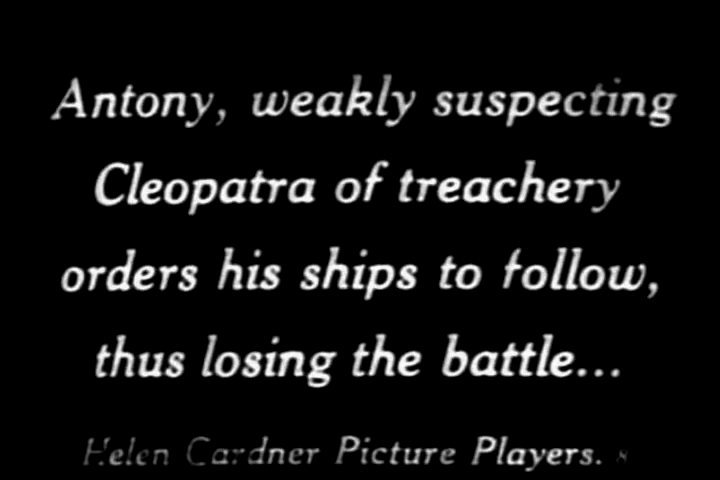 Antony, weakly suspecting
Cleopatra of treachery
orders his ships to follow,
thus losing the battle...
Helen Gardner Picture Players.